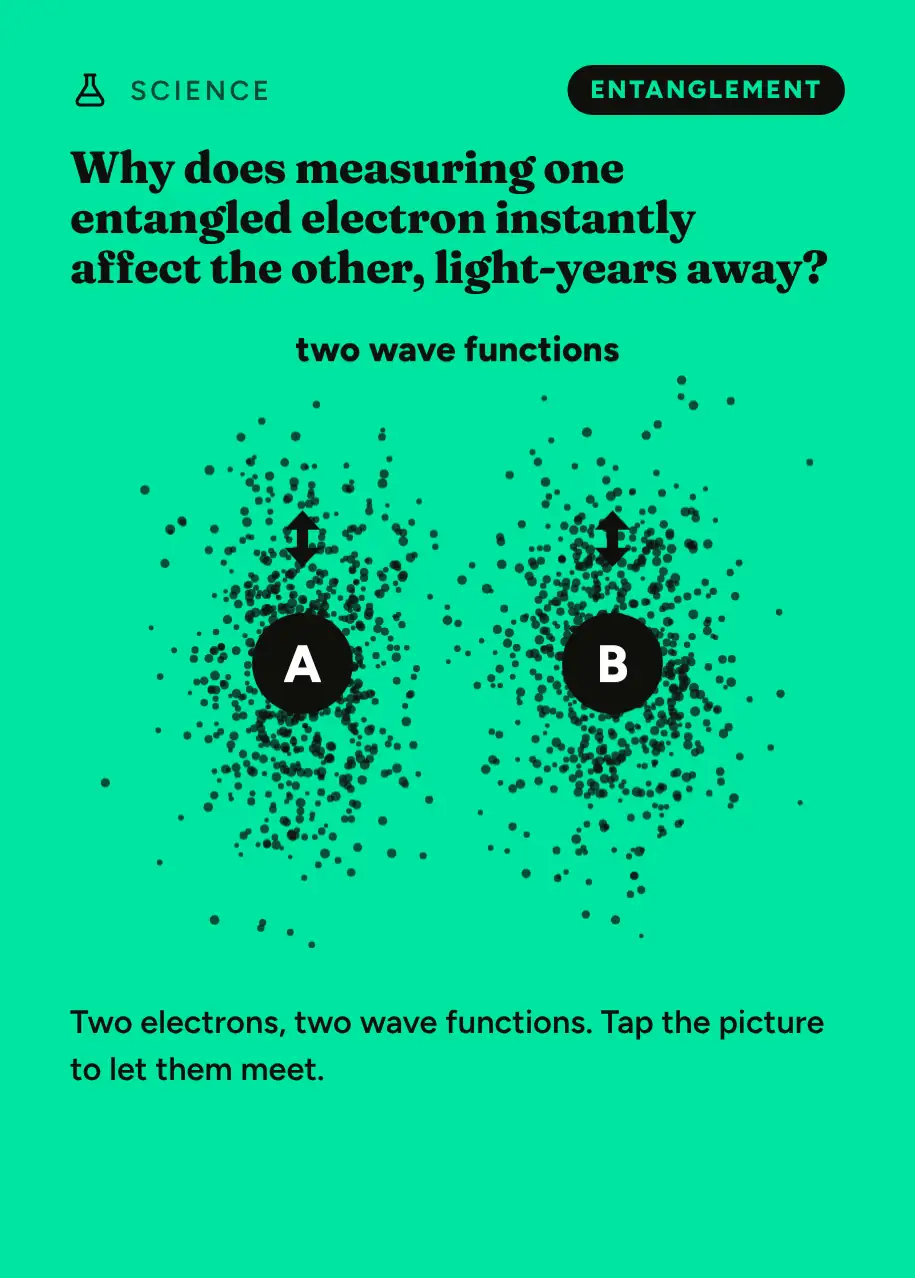 SCIENCE
ENTANGLEMENT
Why does measuring one
entangled electron instantly
affect the other, light-years away?
two wave functions
A
B
Two electrons, two wave functions. Tap the picture
to let them meet.